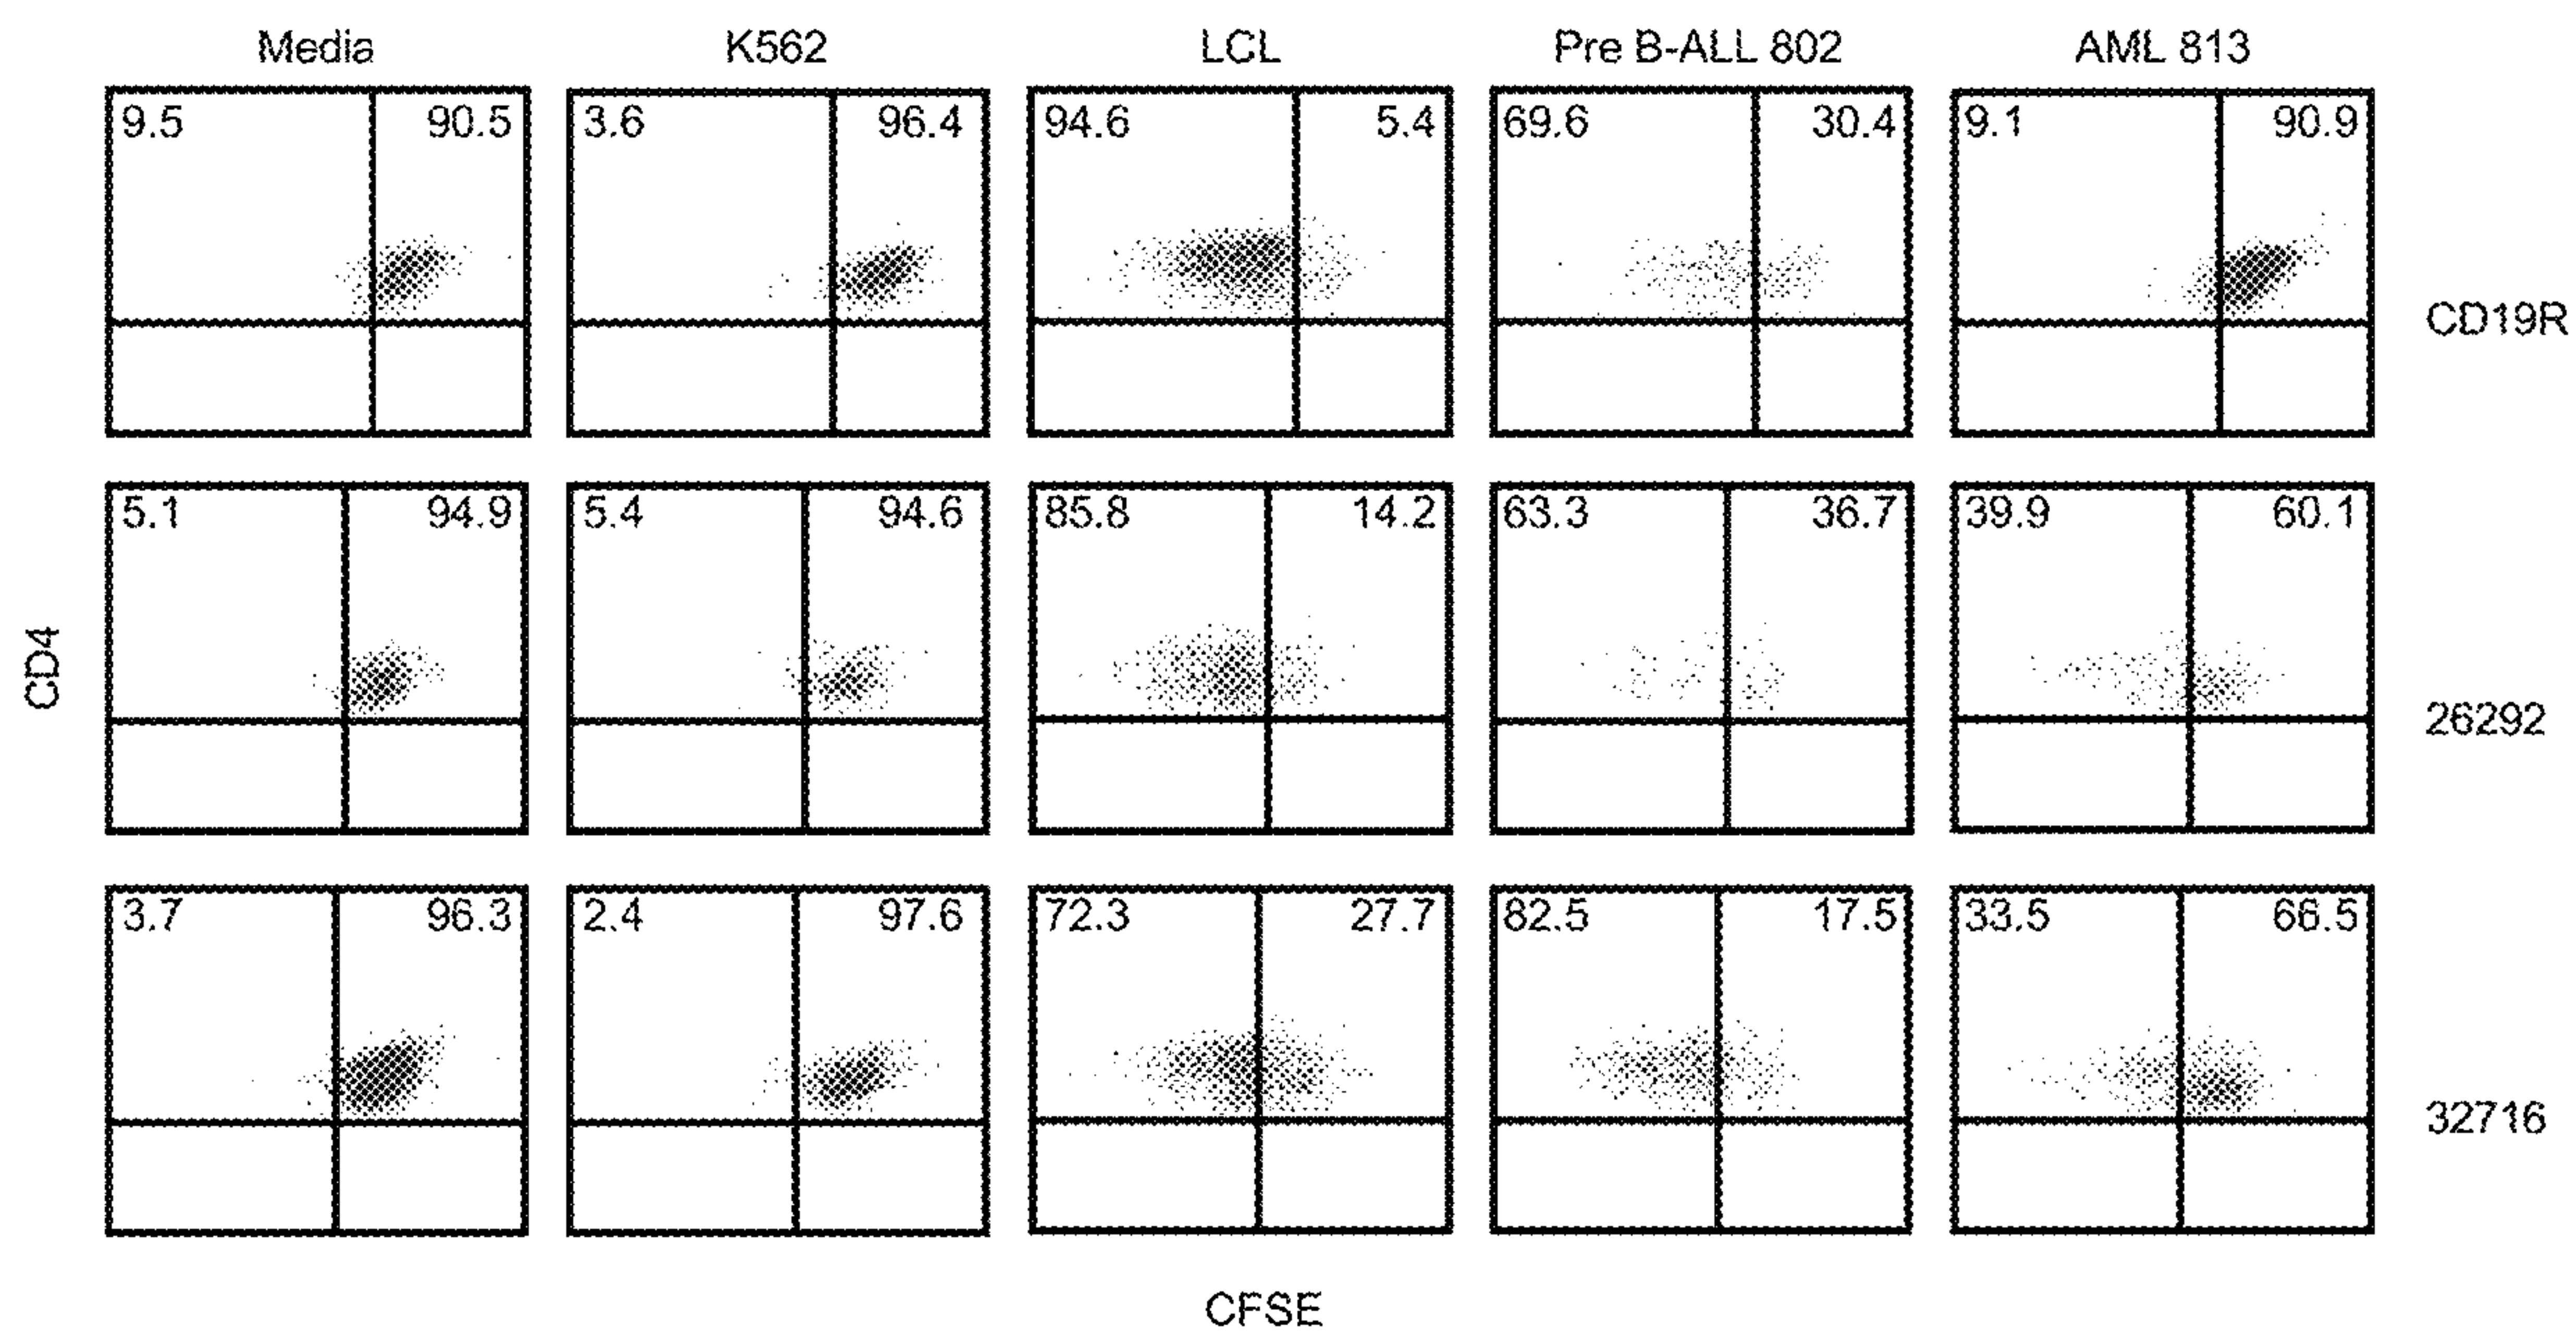 Media K562 LCL Pre B-ALL 802 AML 813
9.5 90.5 3.6 96.4 94.6 5.4 69.6 30.4 9.1 90.9
CD19R
5.1 94.9 5.4 94.6 85.8 14.2 63.3 36.7 39.9 60.1
CD4
26292
3.7 96.3 2.4 97.6 72.3 27.7 82.5 17.5 33.5 66.5
32716
CFSE